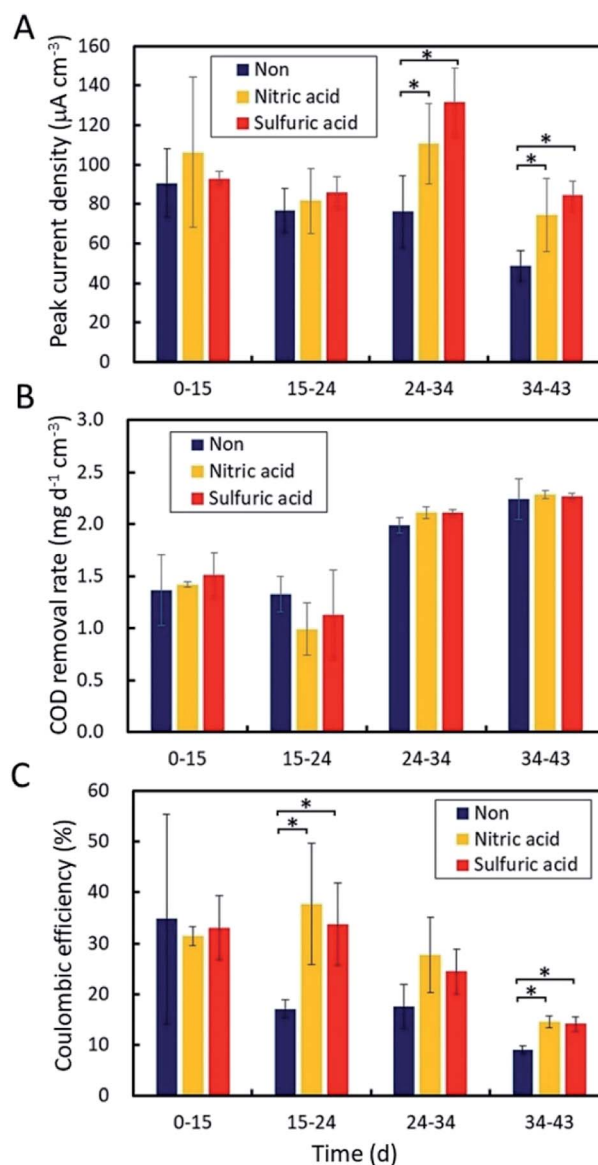 A
Peak current density (μA cm⁻³)
160
140
120
100
80
60
40
20
0
Non
Nitric acid
Sulfuric acid
*
*
*
*
0-15
15-24
24-34
34-43
B
COD removal rate (mg d⁻¹ cm⁻³)
3.0
2.5
2.0
1.5
1.0
0.5
0.0
Non
Nitric acid
Sulfuric acid
0-15
15-24
24-34
34-43
C
Coulombic efficiency (%)
60
50
40
30
20
10
0
Non
Nitric acid
Sulfuric acid
*
*
*
*
0-15
15-24
24-34
34-43
Time (d)